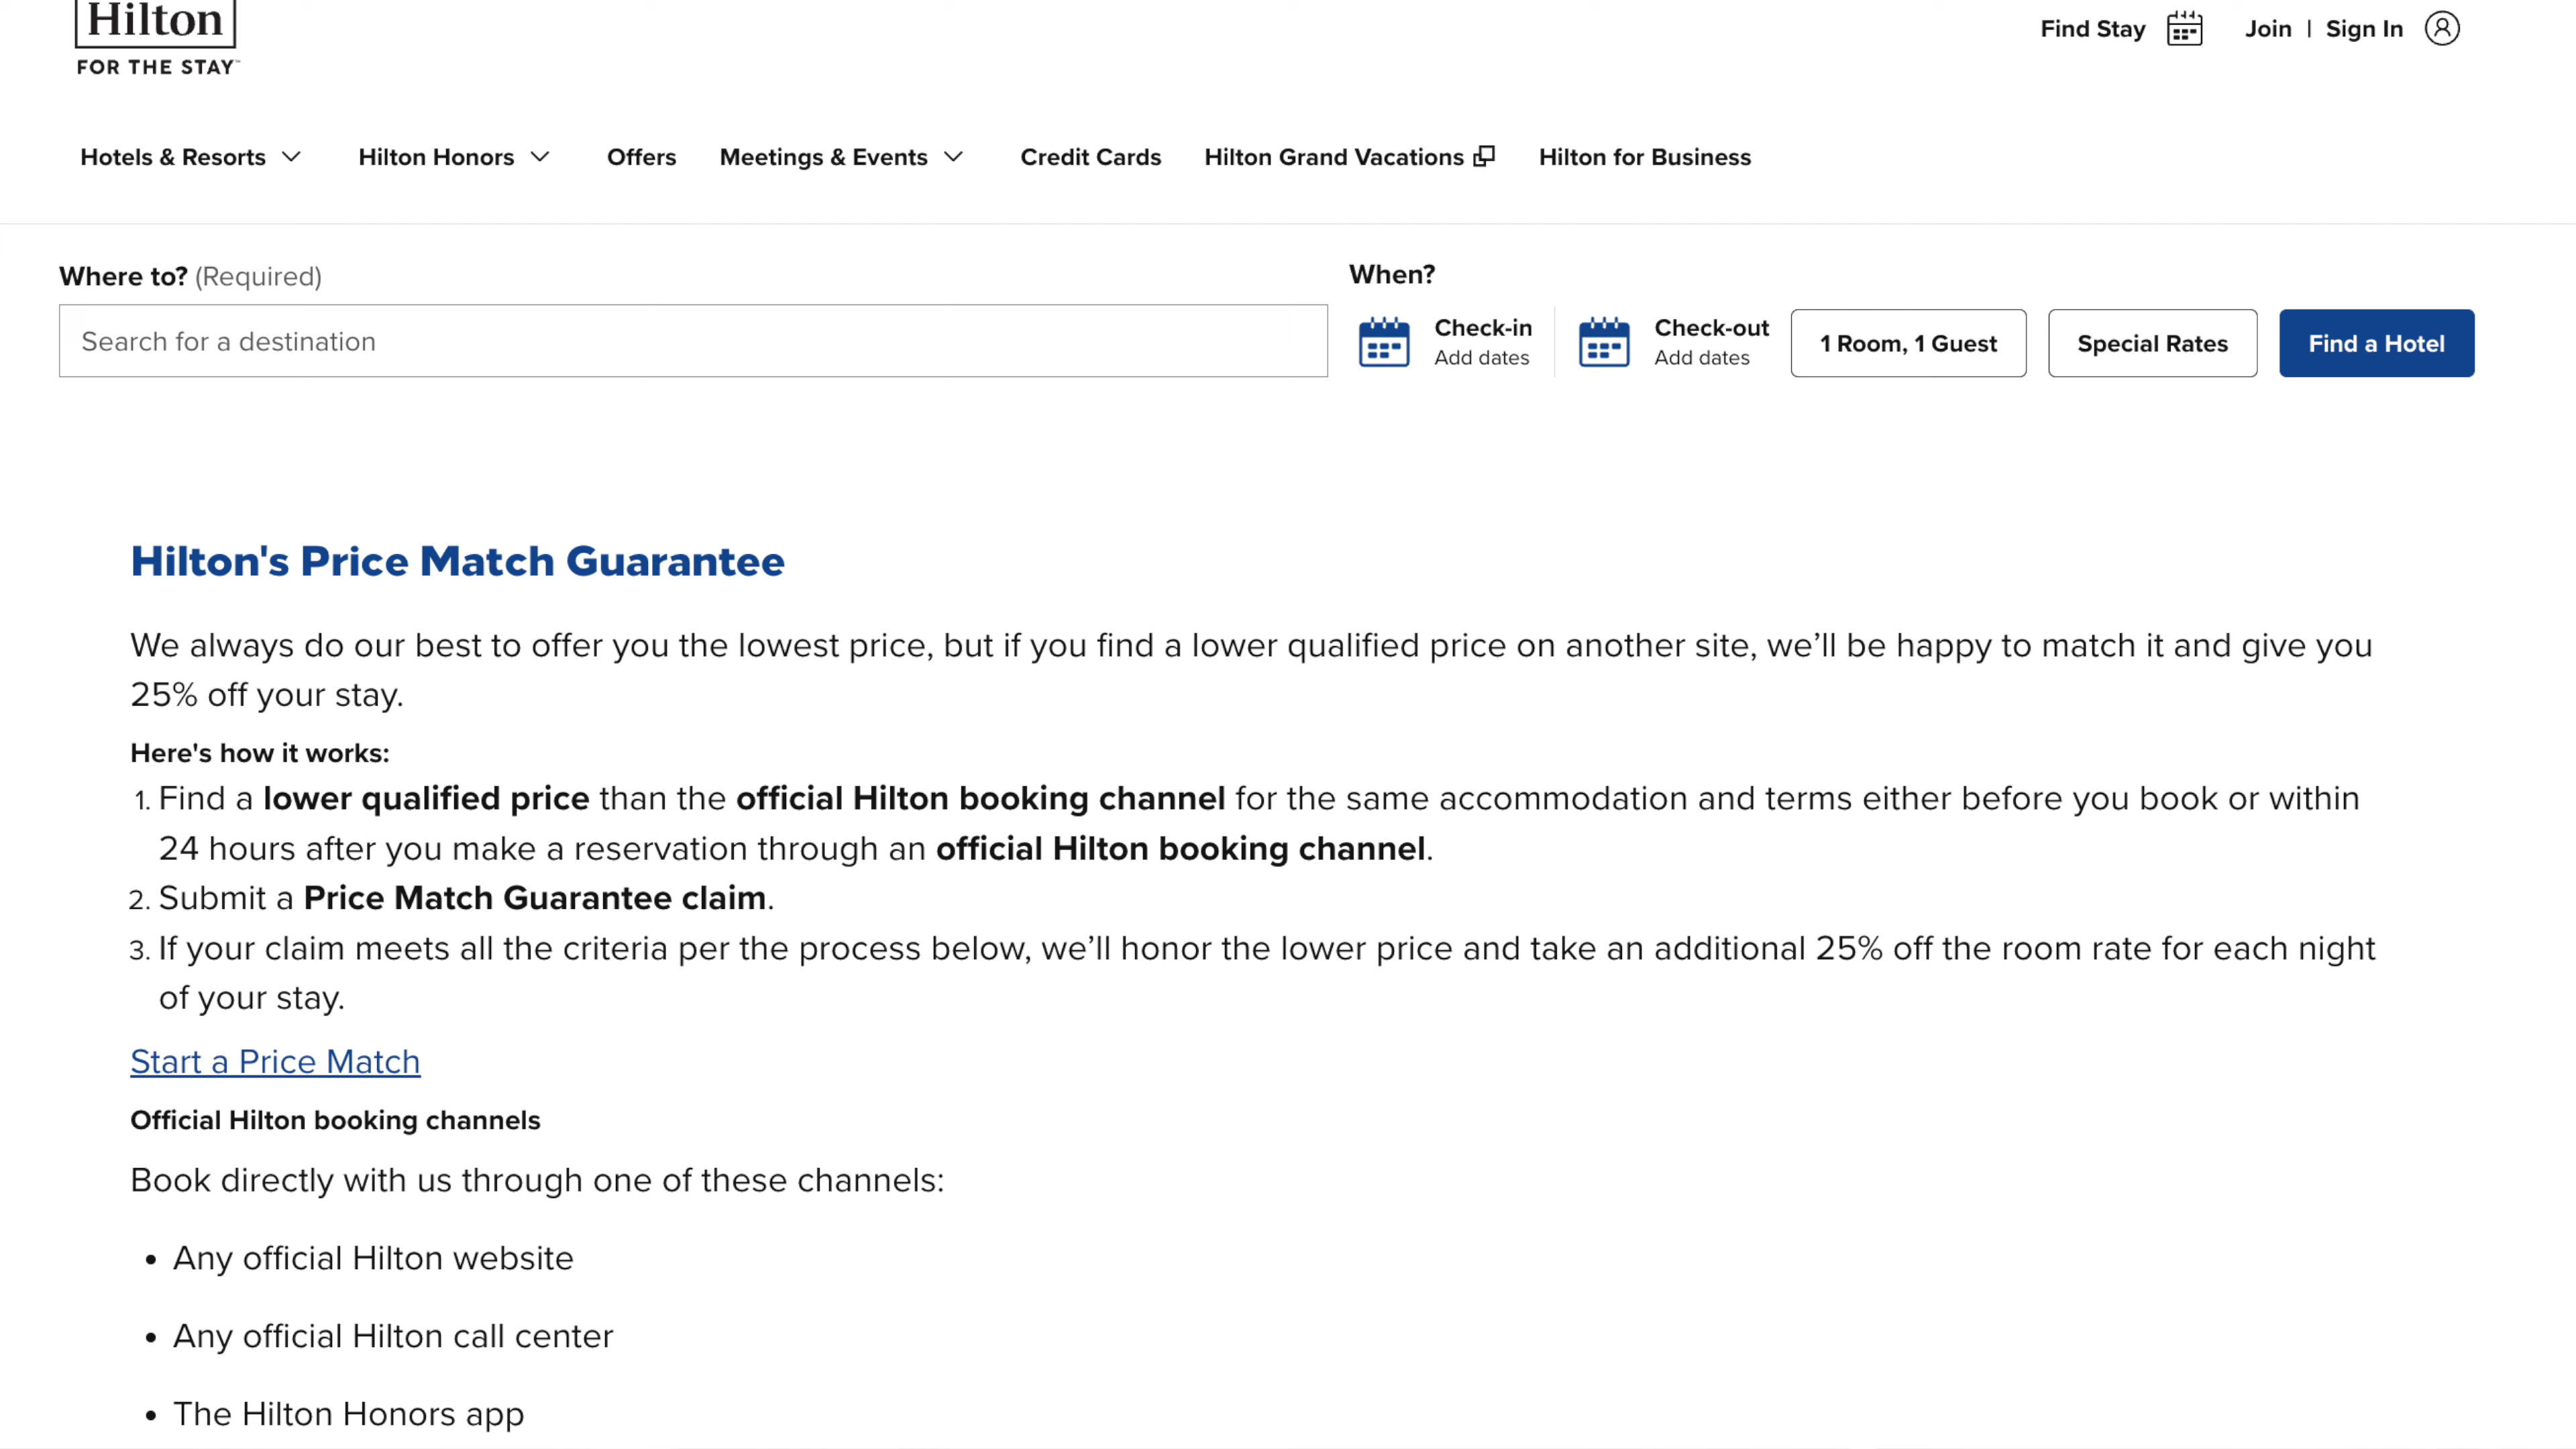 Hilton
FOR THE STAY™
Find Stay
Join | Sign In
Hotels & Resorts
Hilton Honors
Offers
Meetings & Events
Credit Cards
Hilton Grand Vacations
Hilton for Business
Where to? (Required)
Search for a destination
When?
Check-in
Add dates
Check-out
Add dates
1 Room, 1 Guest
Special Rates
Find a Hotel
Hilton's Price Match Guarantee
We always do our best to offer you the lowest price, but if you find a lower qualified price on another site, we’ll be happy to match it and give you
25% off your stay.
Here's how it works:
1. Find a lower qualified price than the official Hilton booking channel for the same accommodation and terms either before you book or within
24 hours after you make a reservation through an official Hilton booking channel.
2. Submit a Price Match Guarantee claim.
3. If your claim meets all the criteria per the process below, we’ll honor the lower price and take an additional 25% off the room rate for each night
of your stay.
Start a Price Match
Official Hilton booking channels
Book directly with us through one of these channels:
• Any official Hilton website
• Any official Hilton call center
• The Hilton Honors app